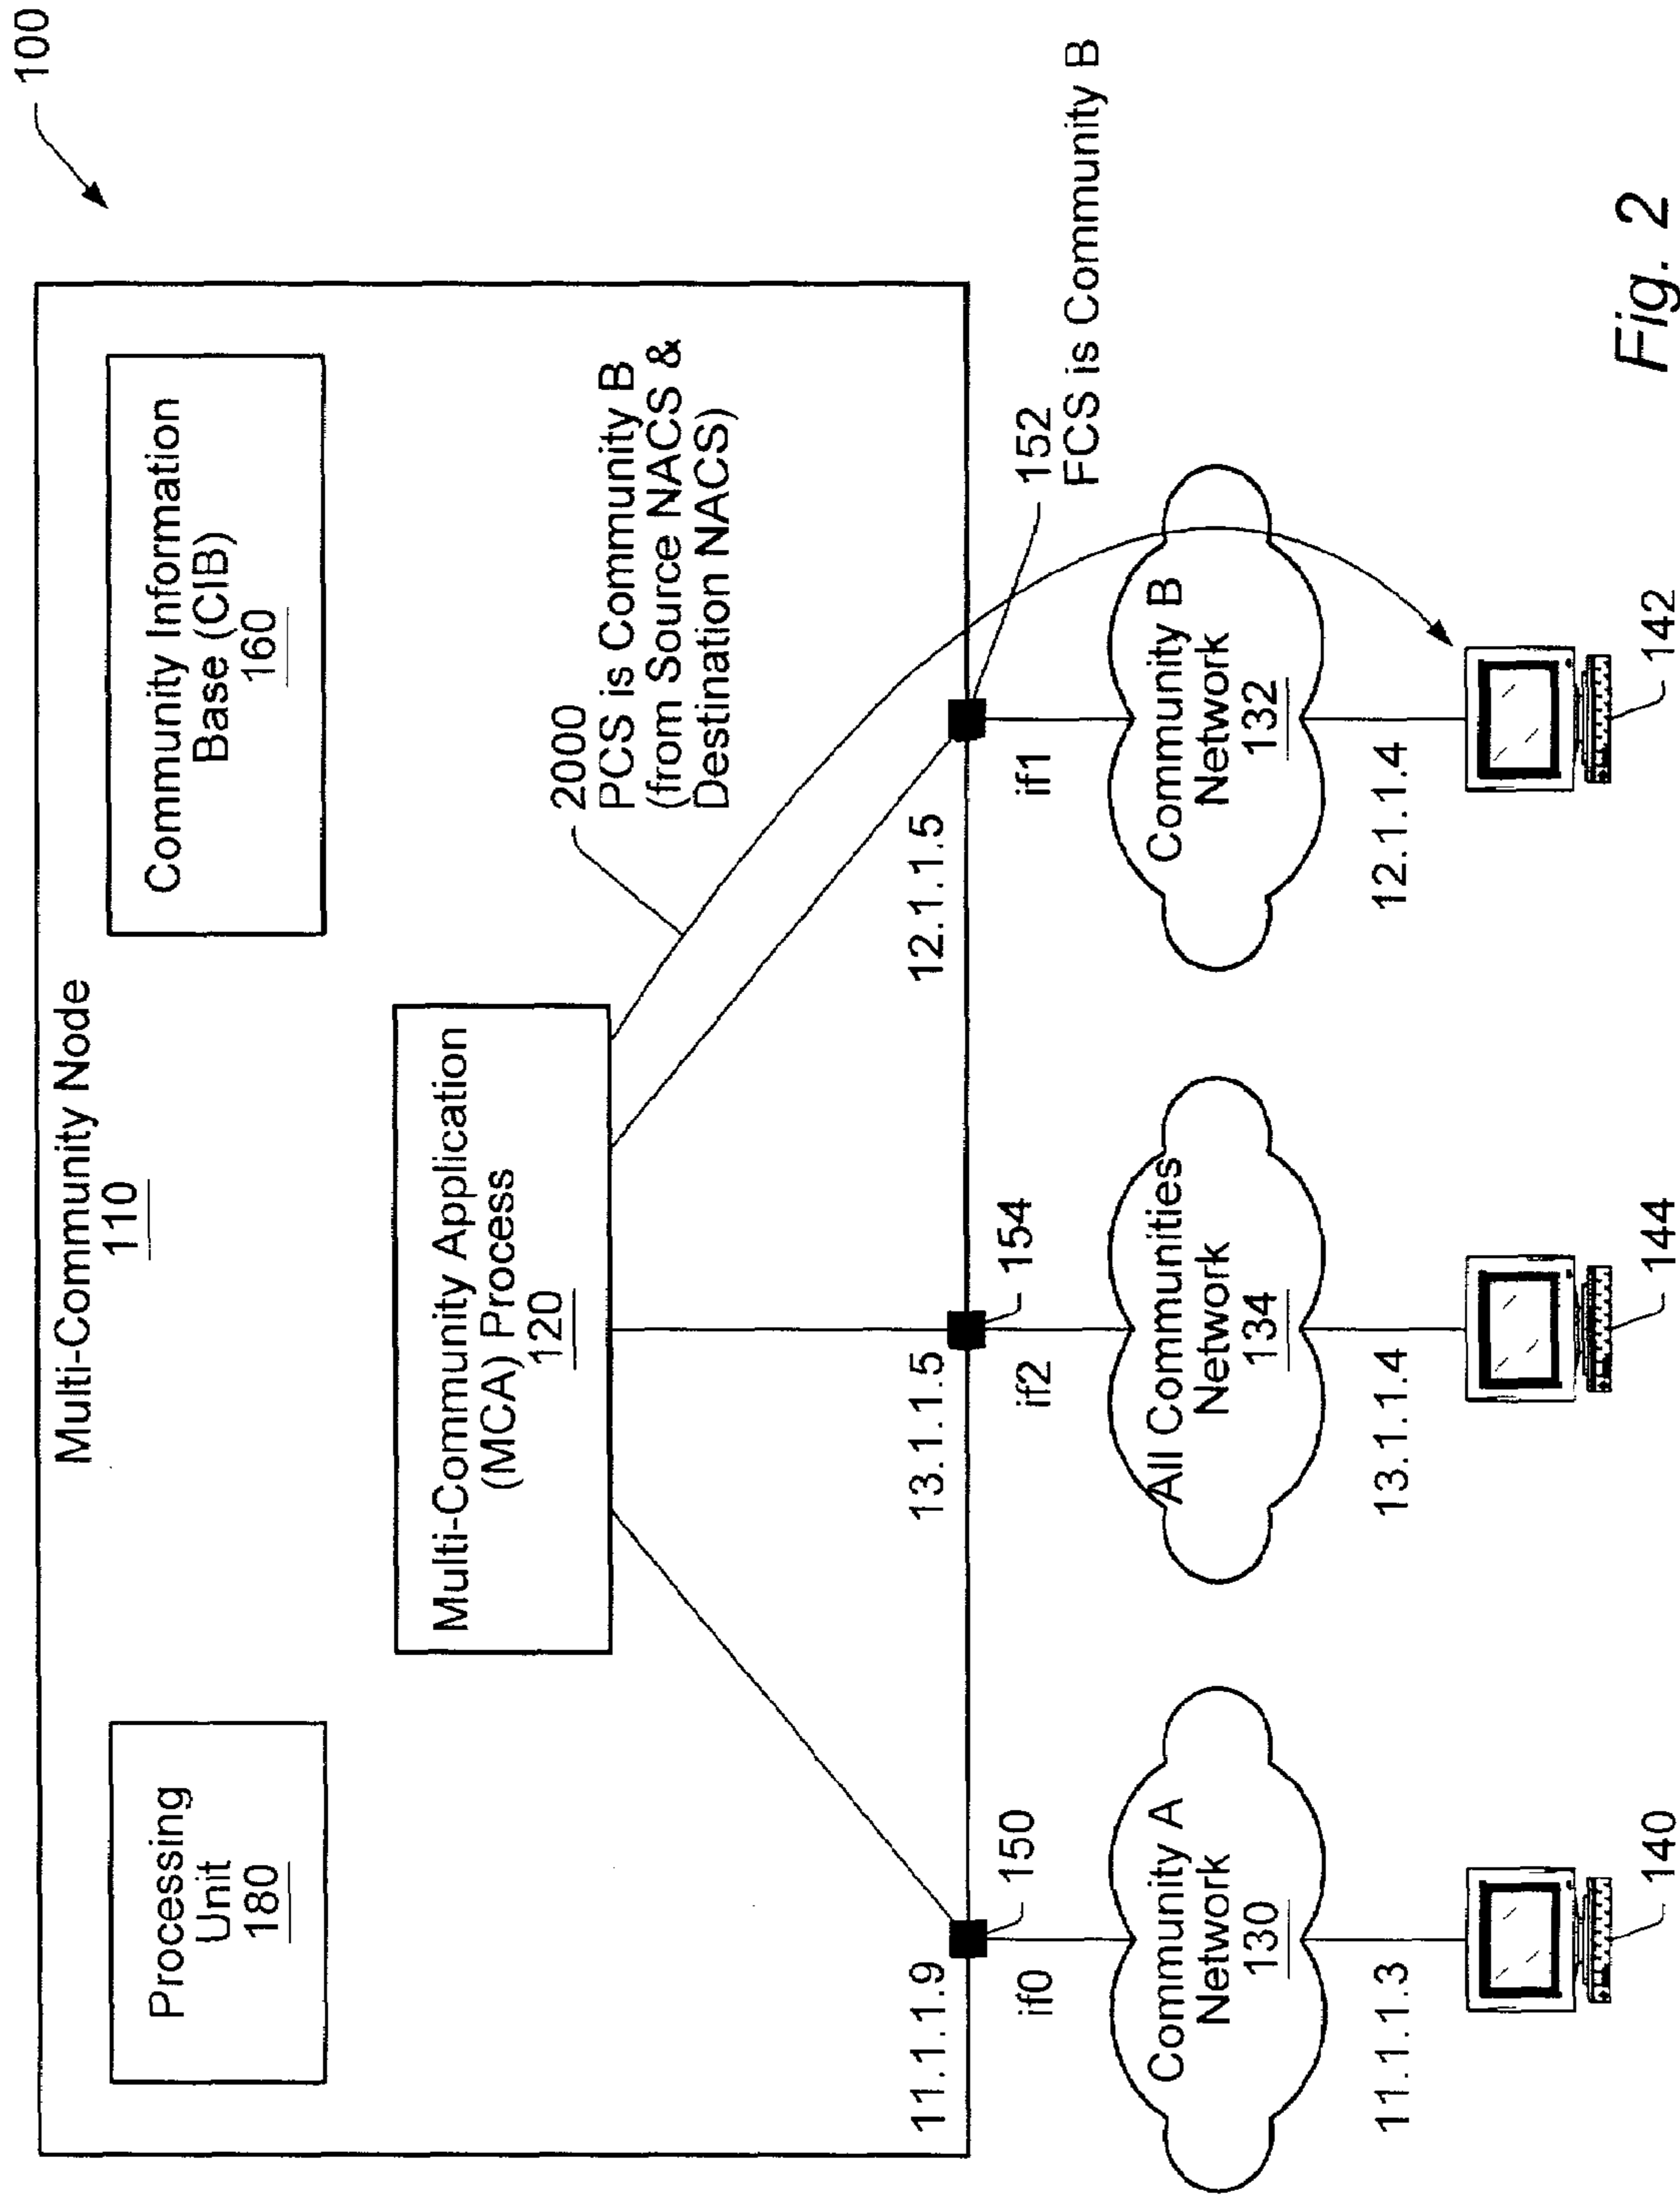 100
Multi-Community Node
110
Processing
Unit
180
Community Information
Base (CIB)
160
Multi-Community Application
(MCA) Process
120
2000
PCS is Community B
(from Source NACS &
Destination NACS)
11.1.1.9
13.1.1.5
12.1.1.5
if0
150
if2
154
if1
152
FCS is Community B
Community A
Network
130
All Communities
Network
134
Community B
Network
132
11.1.1.3
13.1.1.4
12.1.1.4
140
144
142
Fig. 2